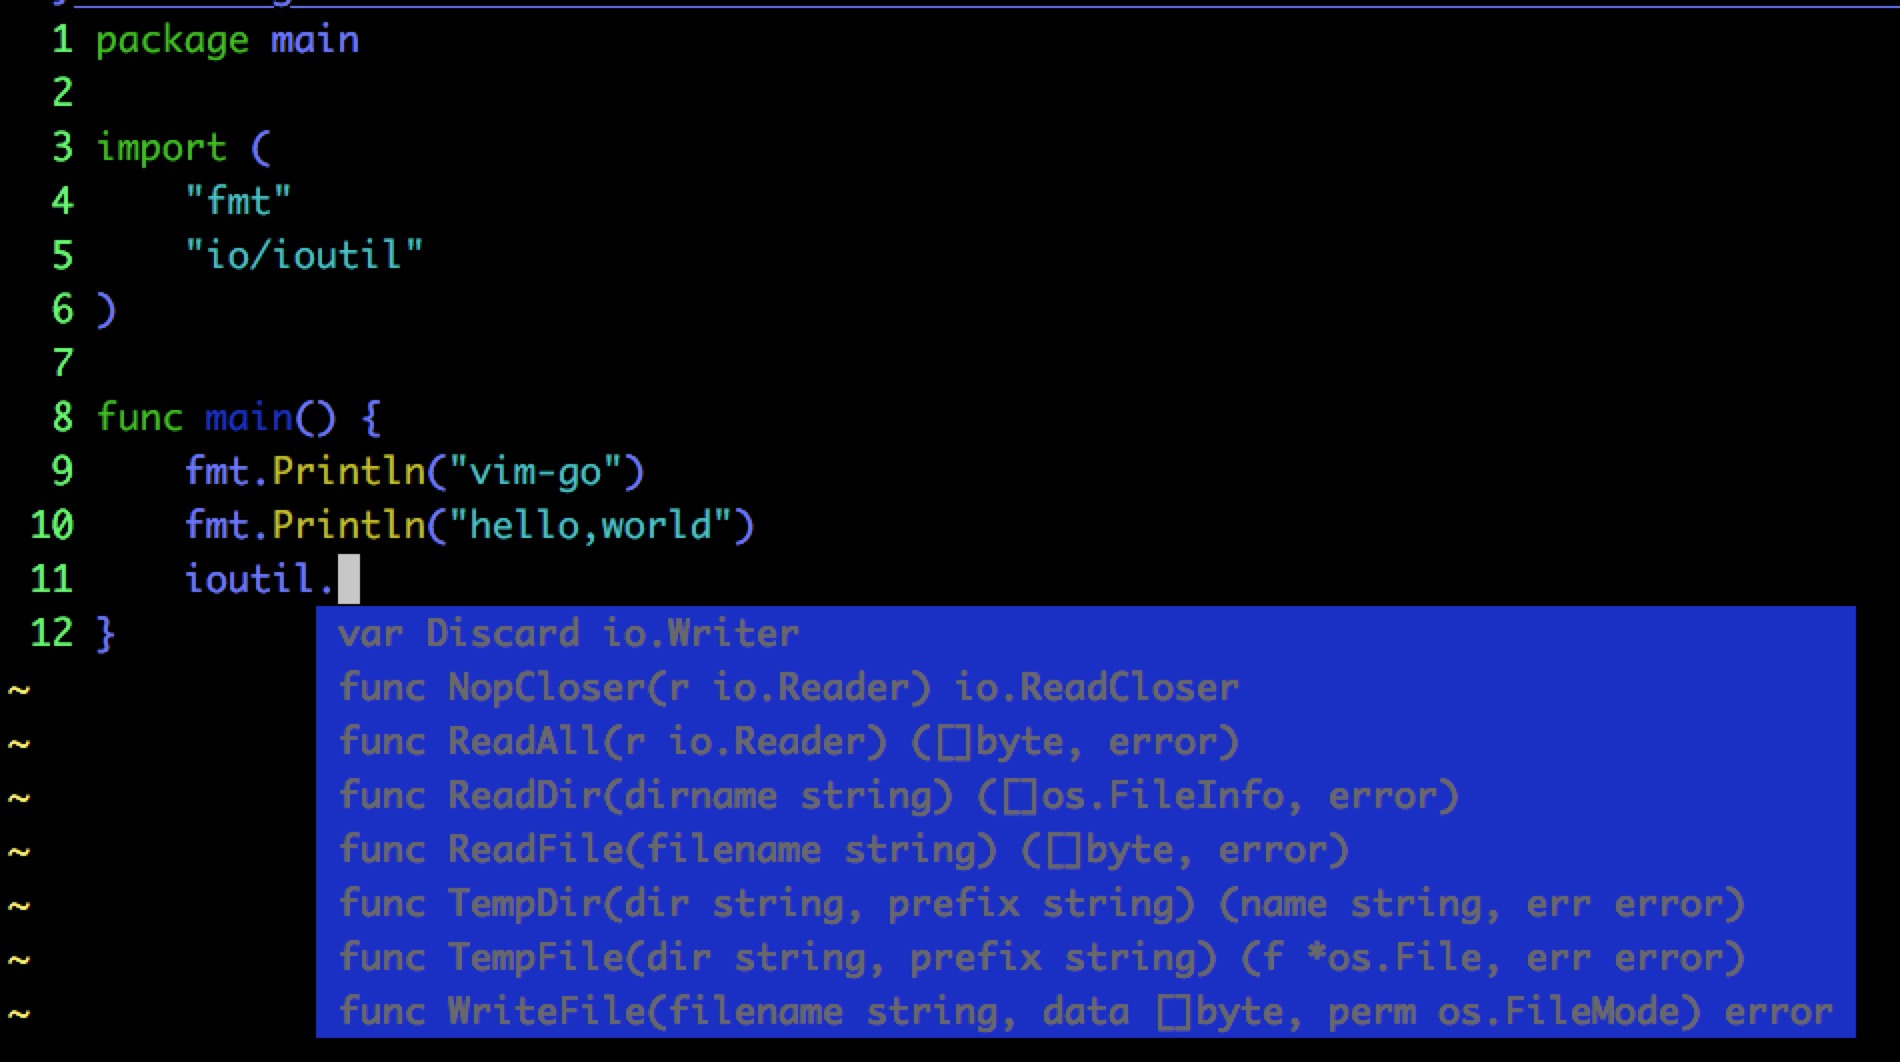 1 package main
2
3 import (
4     "fmt"
5     "io/ioutil"
6 )
7
8 func main() {
9     fmt.Println("vim-go")
10     fmt.Println("hello,world")
11     ioutil.
12 }
var Discard io.Writer
~ func NopCloser(r io.Reader) io.ReadCloser
~ func ReadAll(r io.Reader) ([]byte, error)
~ func ReadDir(dirname string) ([]os.FileInfo, error)
~ func ReadFile(filename string) ([]byte, error)
~ func TempDir(dir string, prefix string) (name string, err error)
~ func TempFile(dir string, prefix string) (f *os.File, err error)
~ func WriteFile(filename string, data []byte, perm os.FileMode) error